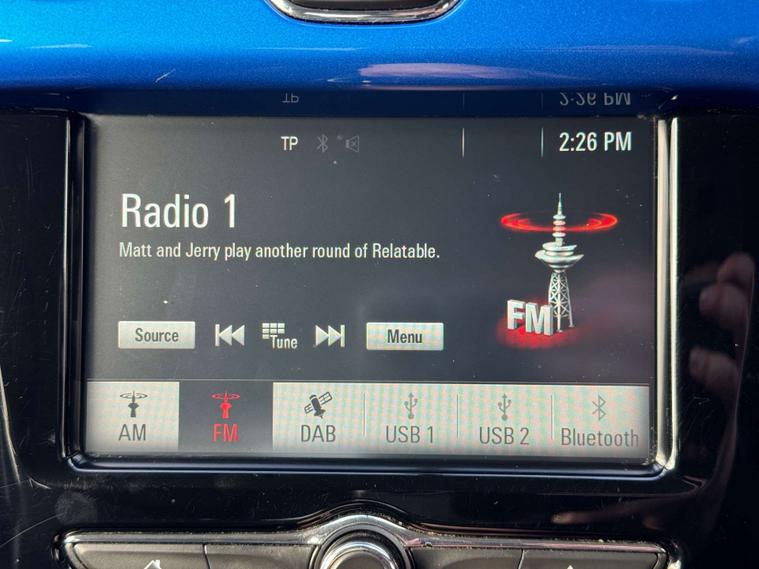 TP
2:26 PM
Radio 1
Matt and Jerry play another round of Relatable.
FM
Source
Tune
Menu
AM
FM
DAB
USB 1
USB 2
Bluetooth